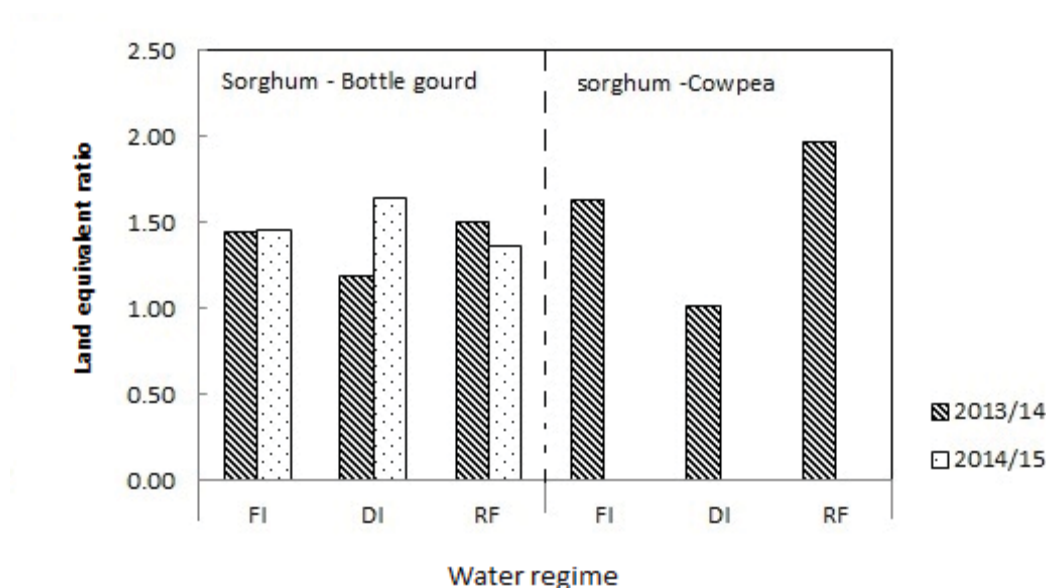 2.50
2.00
1.50
1.00
0.50
0.00
Land equivalent ratio
Sorghum - Bottle gourd
sorghum -Cowpea
FI DI RF FI DI RF
Water regime
2013/14
2014/15